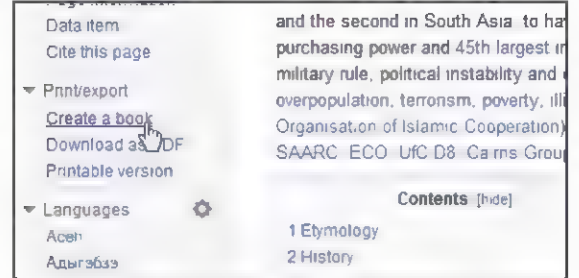 Data item
Cite this page
Print/export
Create a book
Download as PDF
Printable version
Languages
Aceh
Адыгэбзэ
and the second in South Asia to ha
purchasing power and 45th largest in
military rule, political instability and
overpopulation, terrorism, poverty, illi
Organisation of Islamic Cooperation)
SAARC ECO UfC D8 Cairns Grou
Contents [hide]
1 Etymology
2 History